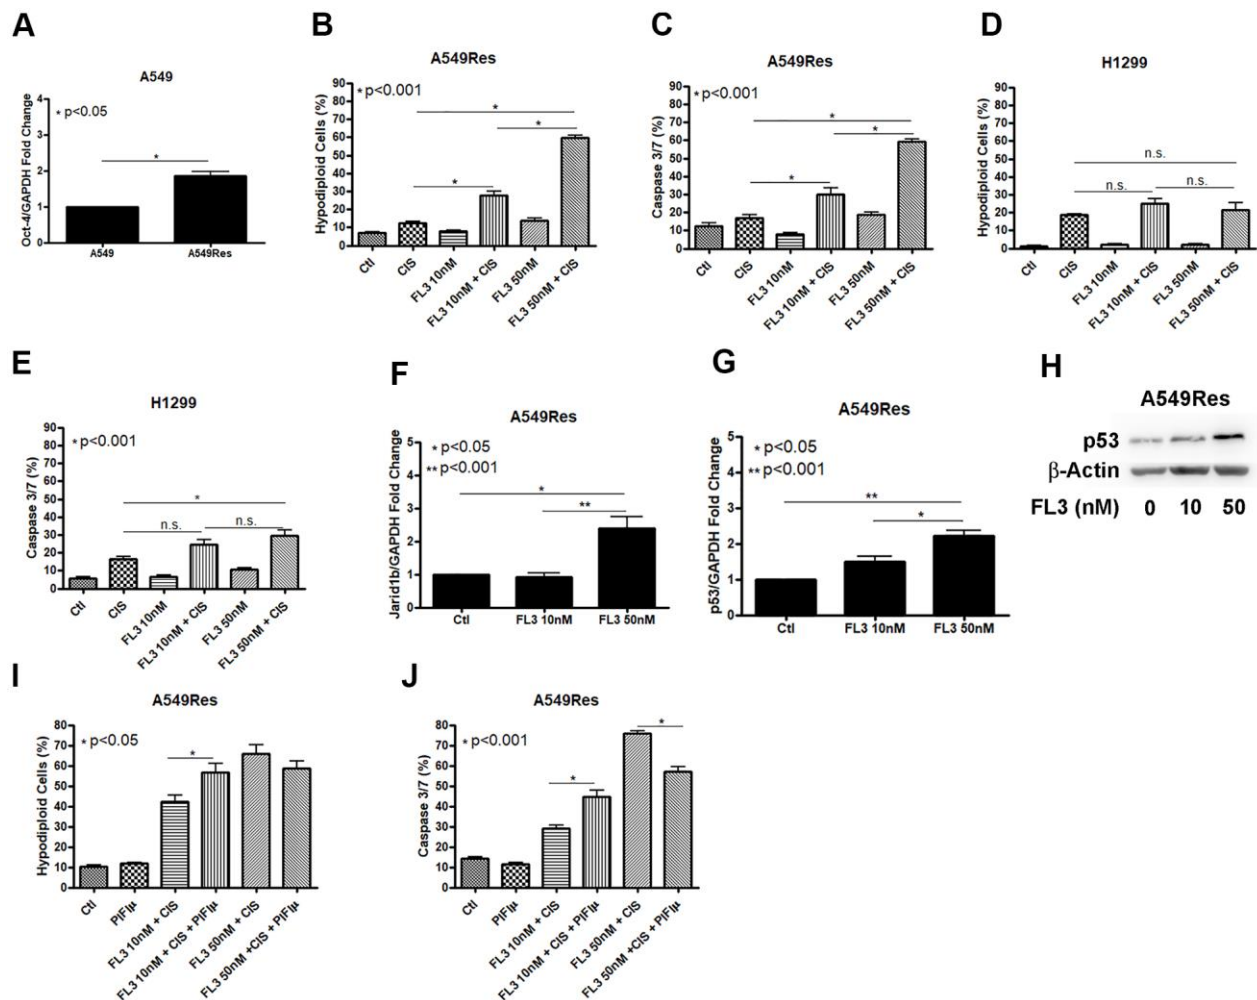 A
A549
Oct-4/GAPDH Fold Change
4
3
2
1
0
* p<0.05
*
A549
A549Res
B
A549Res
Hypodiploid Cells (%)
90
80
70
60
50
40
30
20
10
0
* p<0.001
*
*
*
Ctl
CIS
FL3 10nM
FL3 10nM + CIS
FL3 50nM
FL3 50nM + CIS
C
A549Res
Caspase 3/7 (%)
90
80
70
60
50
40
30
20
10
0
* p<0.001
*
*
*
Ctl
CIS
FL3 10nM
FL3 10nM + CIS
FL3 50nM
FL3 50nM + CIS
D
H1299
Hypodiploid Cells (%)
90
80
70
60
50
40
30
20
10
0
n.s.
n.s.
n.s.
Ctl
CIS
FL3 10nM
FL3 10nM + CIS
FL3 50nM
FL3 50nM + CIS
E
H1299
Caspase 3/7 (%)
90
80
70
60
50
40
30
20
10
0
* p<0.001
*
n.s.
n.s.
Ctl
CIS
FL3 10nM
FL3 10nM + CIS
FL3 50nM
FL3 50nM + CIS
F
A549Res
Jarid1b/GAPDH Fold Change
5
4
3
2
1
0
* p<0.05
** p<0.001
*
**
Ctl
FL3 10nM
FL3 50nM
G
A549Res
p53/GAPDH Fold Change
5
4
3
2
1
0
* p<0.05
** p<0.001
**
*
Ctl
FL3 10nM
FL3 50nM
H
A549Res
p53
β-Actin
FL3 (nM) 0 10 50
I
A549Res
Hypodiploid Cells (%)
80
70
60
50
40
30
20
10
0
* p<0.05
*
Ctl
PIFIμ
FL3 10nM + CIS
FL3 10nM + CIS + PIFIμ
FL3 50nM + CIS
FL3 50nM +CIS + PIFIμ
J
A549Res
Caspase 3/7 (%)
80
70
60
50
40
30
20
10
0
* p<0.001
*
*
Ctl
PIFIμ
FL3 10nM + CIS
FL3 10nM + CIS + PIFIμ
FL3 50nM + CIS
FL3 50nM +CIS + PIFIμ